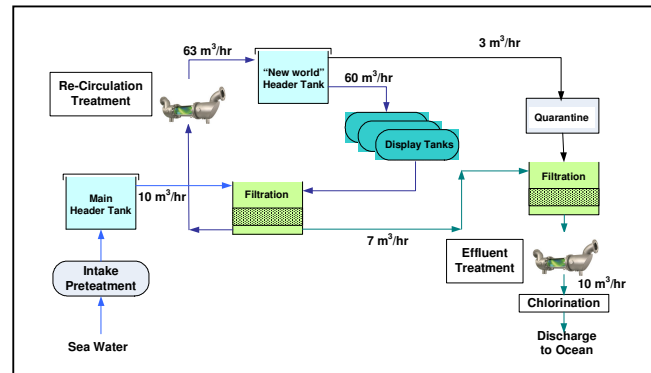 63 m³/hr
3 m³/hr
Re-Circulation
Treatment
“New world”
Header Tank
60 m³/hr
Quarantine
Display Tanks
Main
Header Tank
10 m³/hr
Filtration
Filtration
7 m³/hr
Effluent
Treatment
Intake
Pretreatment
10 m³/hr
Chlorination
Sea Water
Discharge
to Ocean